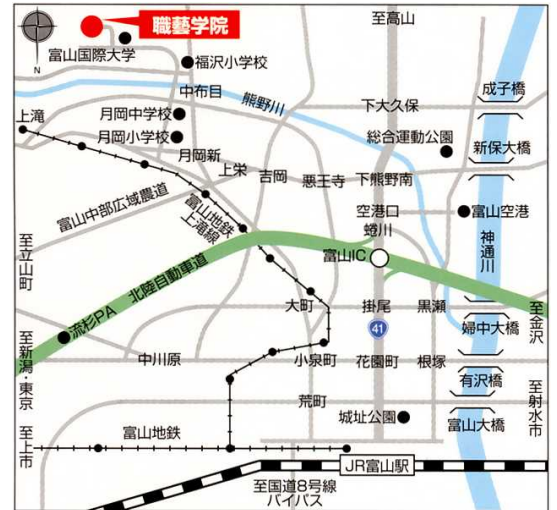 職藝学院
至高山
富山国際大学
福沢小学校
N
中布目
熊野川
成子橋
上滝
月岡中学校
下大久保
月岡小学校
総合運動公園
新保大橋
月岡新
上栄
吉岡
悪王寺
下熊野南
富山中部広域農道
富山地鉄
上滝線
空港口
富山空港
蜷川
神通川
至立山町
北陸自動車道
富山IC
流杉PA
大町
掛尾
黒瀬
至金沢
41
婦中大橋
至新潟・東京
中川原
小泉町
花園町
根塚
有沢橋
荒町
至射水市
城址公園
富山大橋
至上市
富山地鉄
JR富山駅
至国道8号線
バイパス